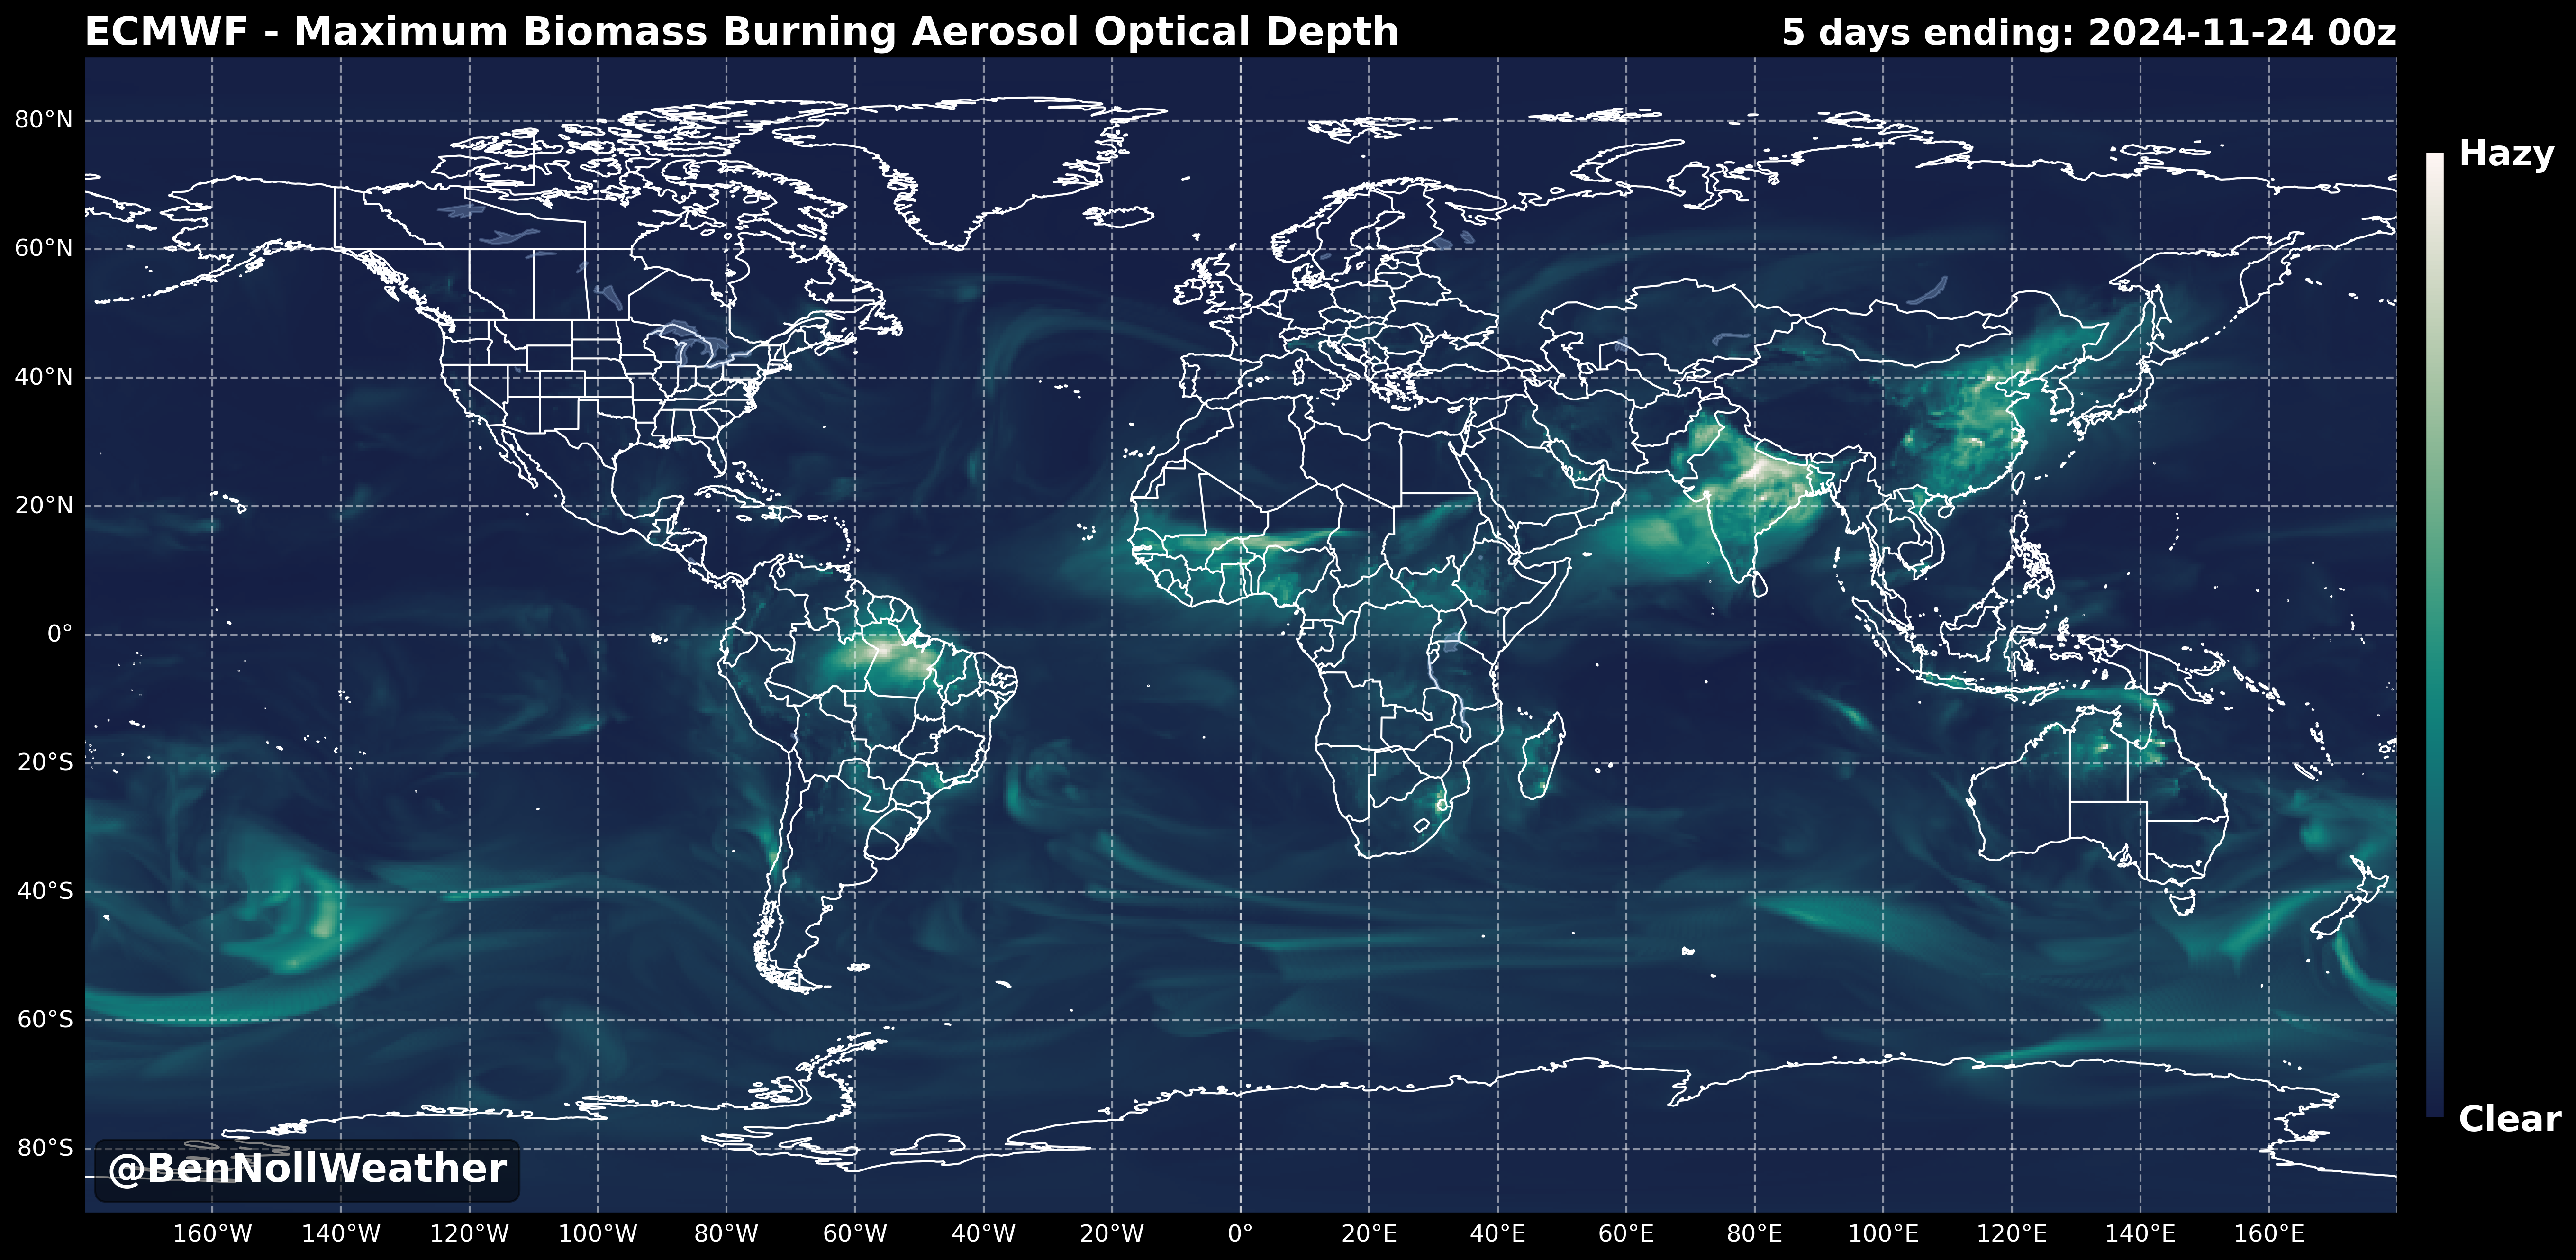 ECMWF - Maximum Biomass Burning Aerosol Optical Depth
5 days ending: 2024-11-24 00z
Hazy
80°N
60°N
40°N
20°N
0°
20°S
40°S
60°S
80°S
Clear
@BenNollWeather
160°W 140°W 120°W 100°W 80°W 60°W 40°W 20°W 0° 20°E 40°E 60°E 80°E 100°E 120°E 140°E 160°E